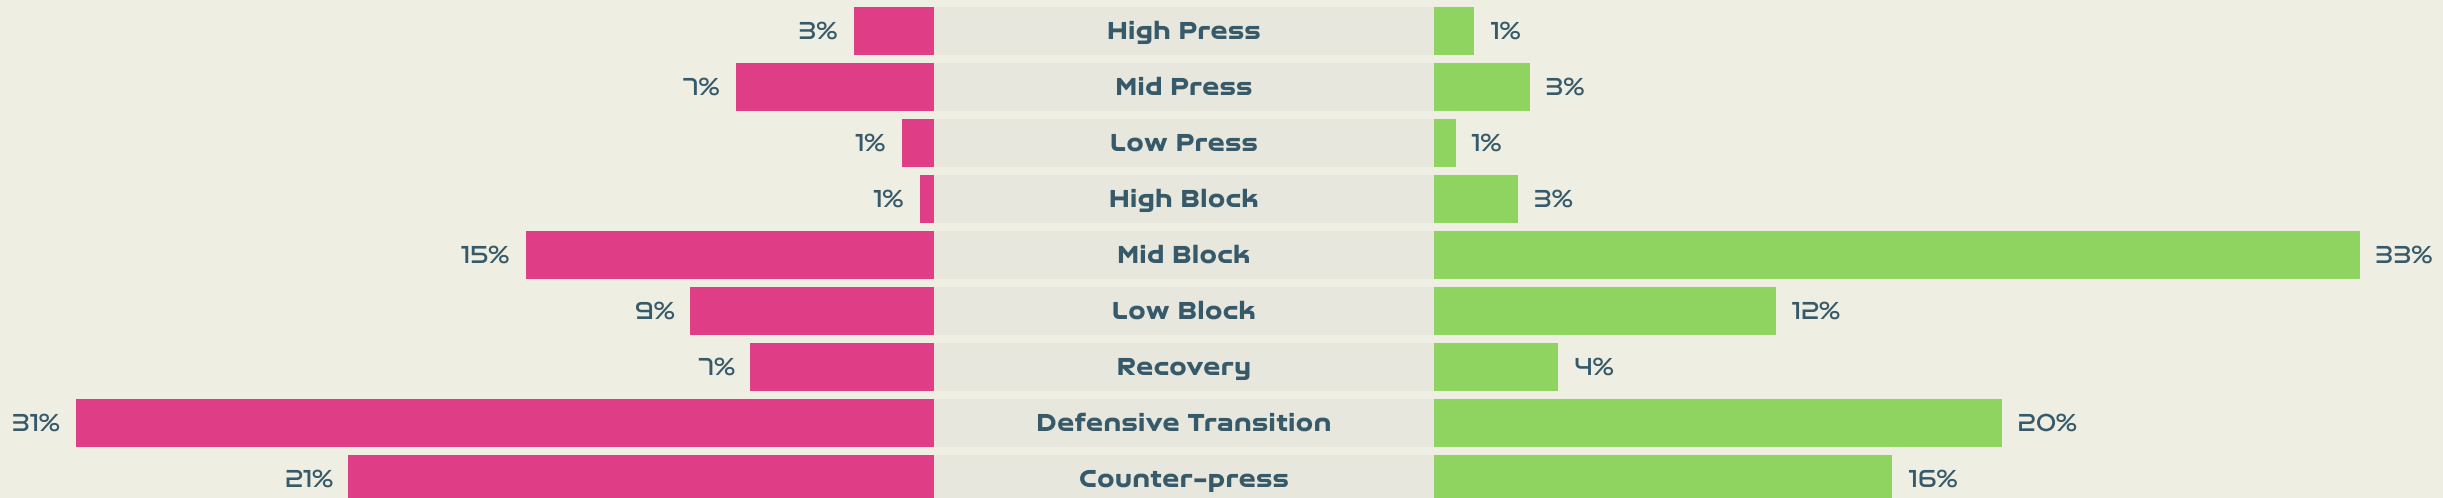 3% High Press 1%
7% Mid Press 3%
1% Low Press 1%
1% High Block 3%
15% Mid Block 33%
9% Low Block 12%
7% Recovery 4%
31% Defensive Transition 20%
21% Counter-press 16%